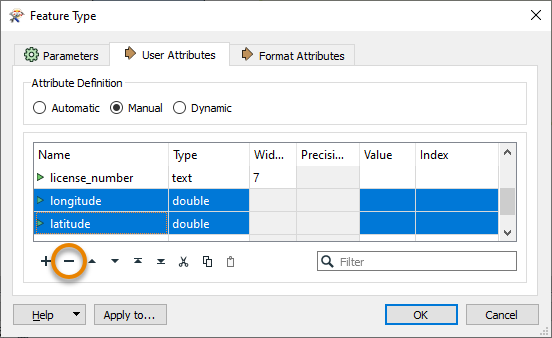 Feature Type
Parameters User Attributes Format Attributes
Attribute Definition
Automatic Manual Dynamic
Name Type Wid... Precisi... Value Index
license_number text 7
longitude double
latitude double
Filter
Help Apply to... OK Cancel